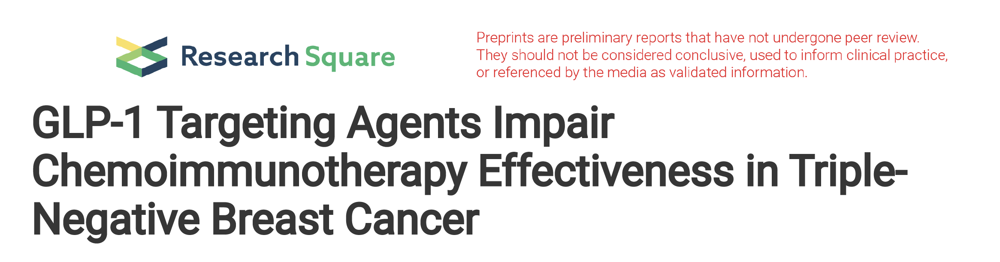 Research Square
Preprints are preliminary reports that have not undergone peer review.
They should not be considered conclusive, used to inform clinical practice,
or referenced by the media as validated information.
GLP-1 Targeting Agents Impair
Chemoimmunotherapy Effectiveness in Triple-
Negative Breast Cancer